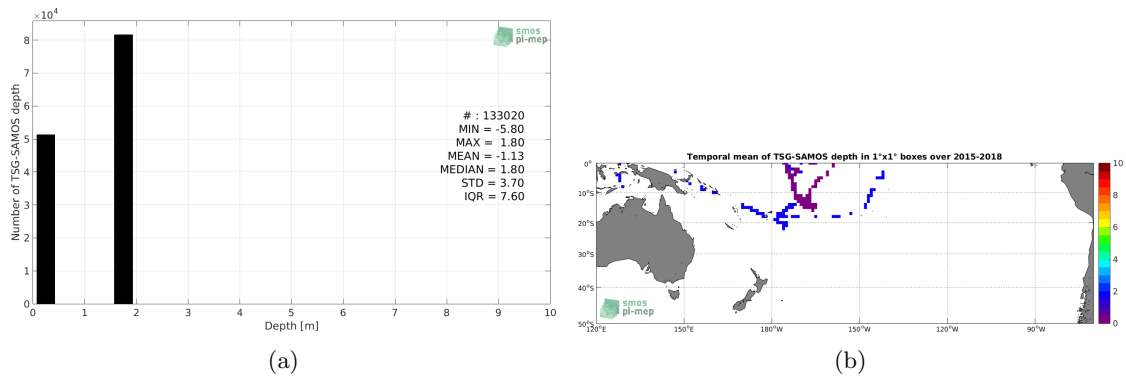 ×10⁴
8
7
6
5
4
3
2
1
0
Number of TSG-SAMOS depth
0 1 2 3 4 5 6 7 8 9 10
Depth [m]
smos
pi-mep
# : 133020
MIN = -5.80
MAX = 1.80
MEAN = -1.13
MEDIAN = 1.80
STD = 3.70
IQR = 7.60
(a)
Temporal mean of TSG-SAMOS depth in 1°x1° boxes over 2015-2018
0°
10°S
20°S
30°S
40°S
50°S
120°E 150°E 180°W 150°W 120°W 90°W
smos
pi-mep
10
8
6
4
2
0
(b)